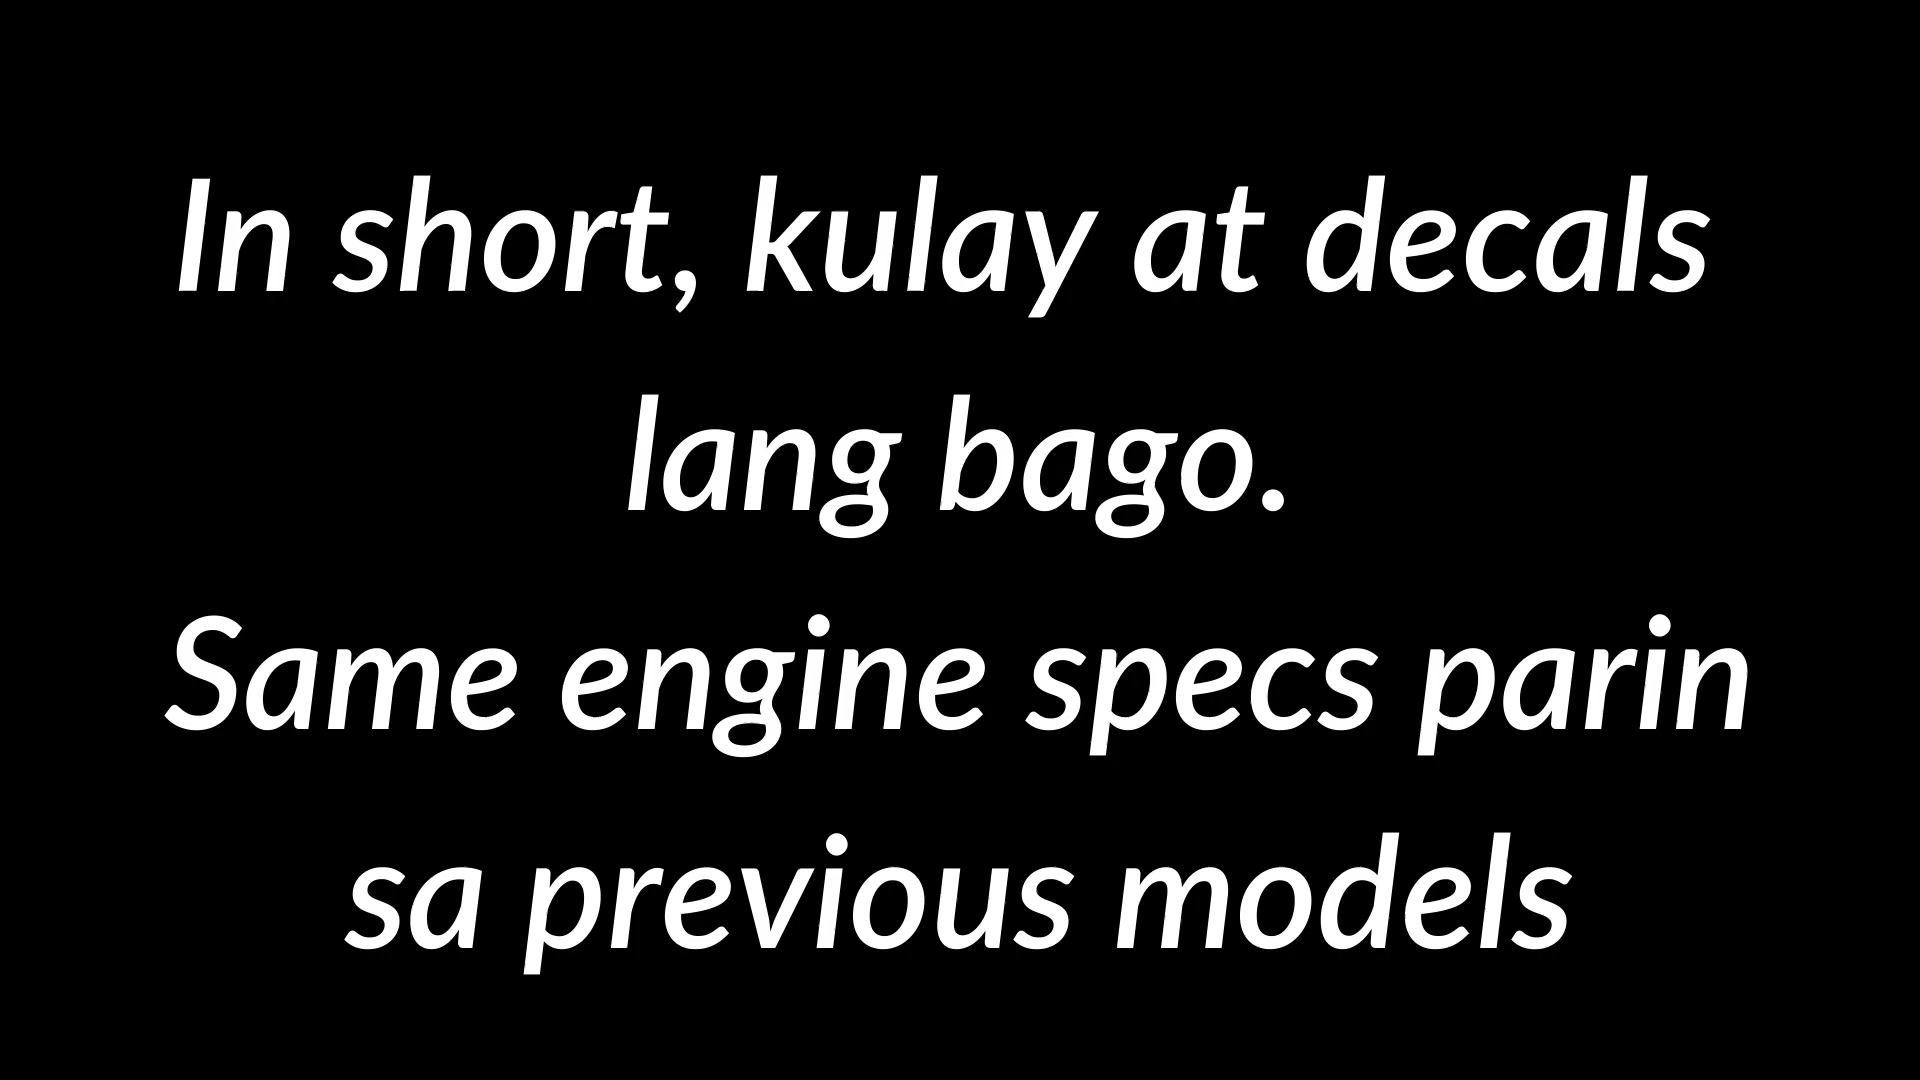 In short, kulay at decals
lang bago.
Same engine specs parin
sa previous models